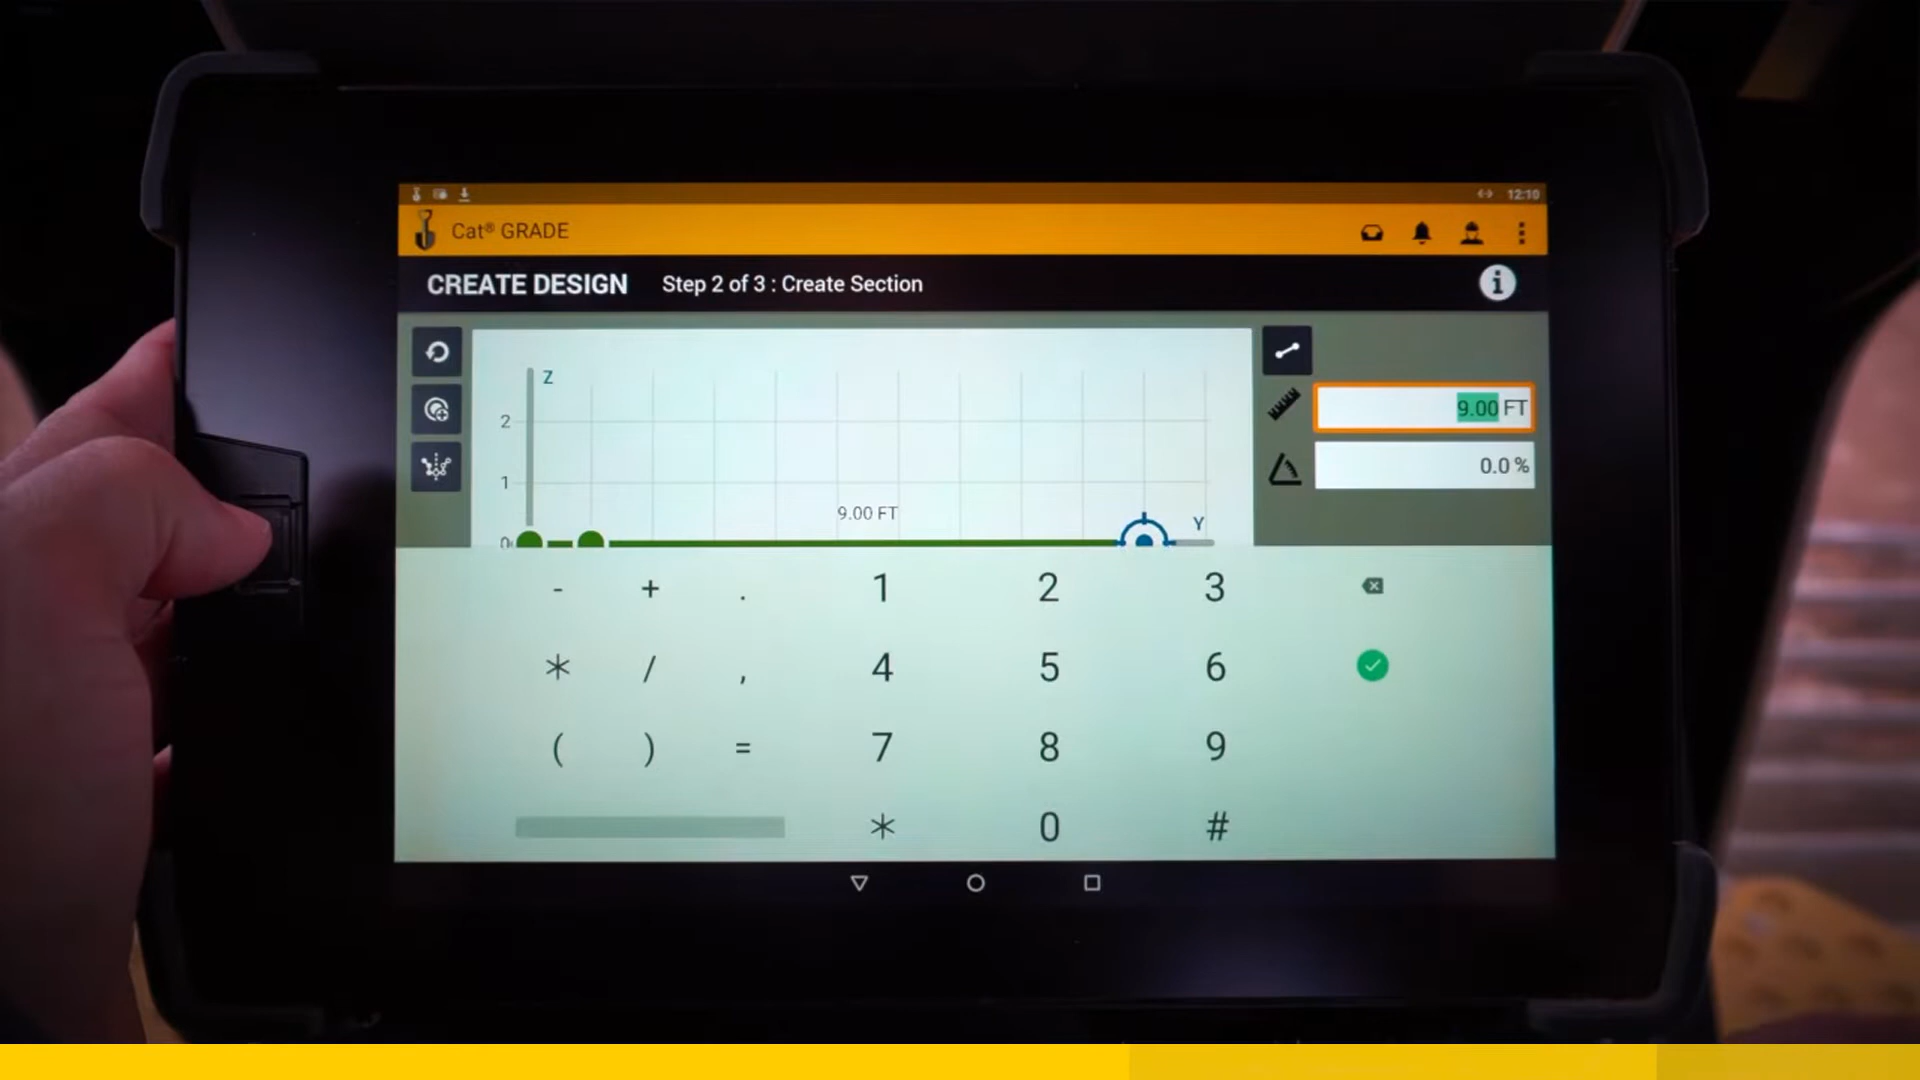 12:10
Cat® GRADE
CREATE DESIGN Step 2 of 3 : Create Section
Z
2
1
0
9.00 FT
Y
9.00 FT
0.0 %
- + . 1 2 3
* / , 4 5 6
( ) = 7 8 9
* 0 #